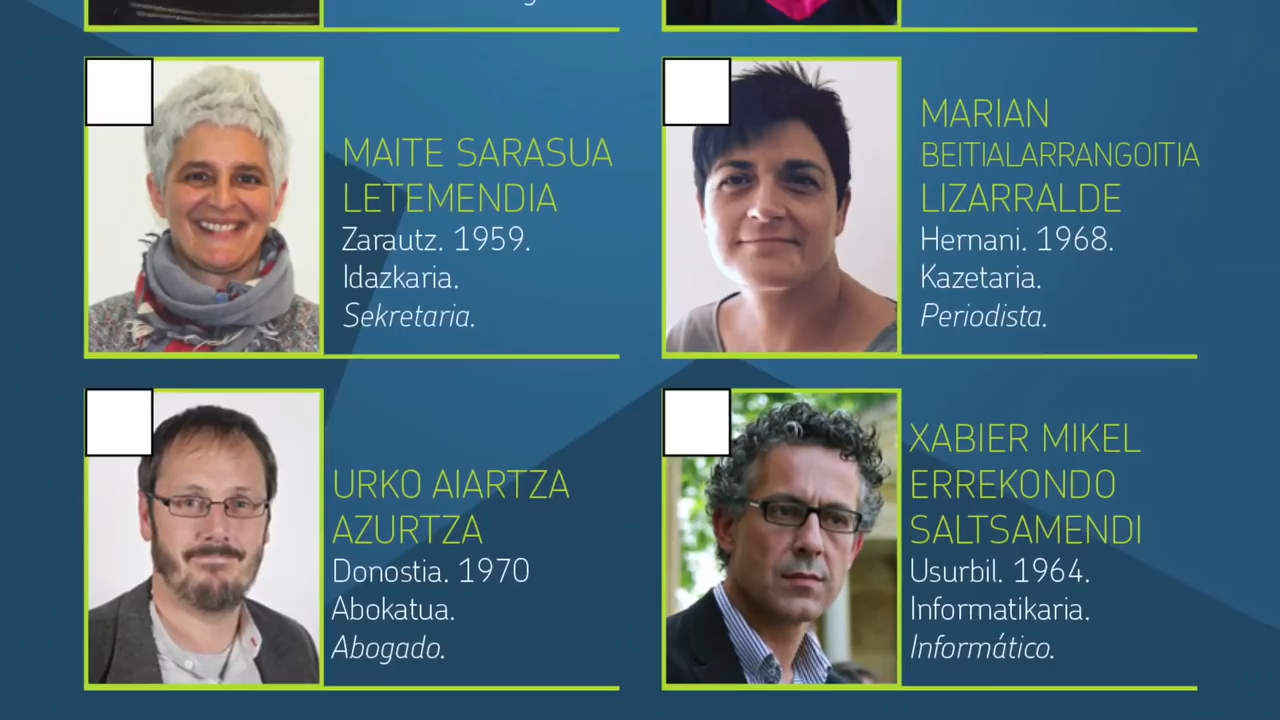 MAITE SARASUA
LETEMENDIA
Zarautz. 1959.
Idazkaria.
Sekretaria.
MARIAN
BEITIALARRANGOITIA
LIZARRALDE
Hernani. 1968.
Kazetaria.
Periodista.
URKO AIARTZA
AZURTZA
Donostia. 1970
Abokatua.
Abogado.
XABIER MIKEL
ERREKONDO
SALTSAMENDI
Usurbil. 1964.
Informatikaria.
Informático.